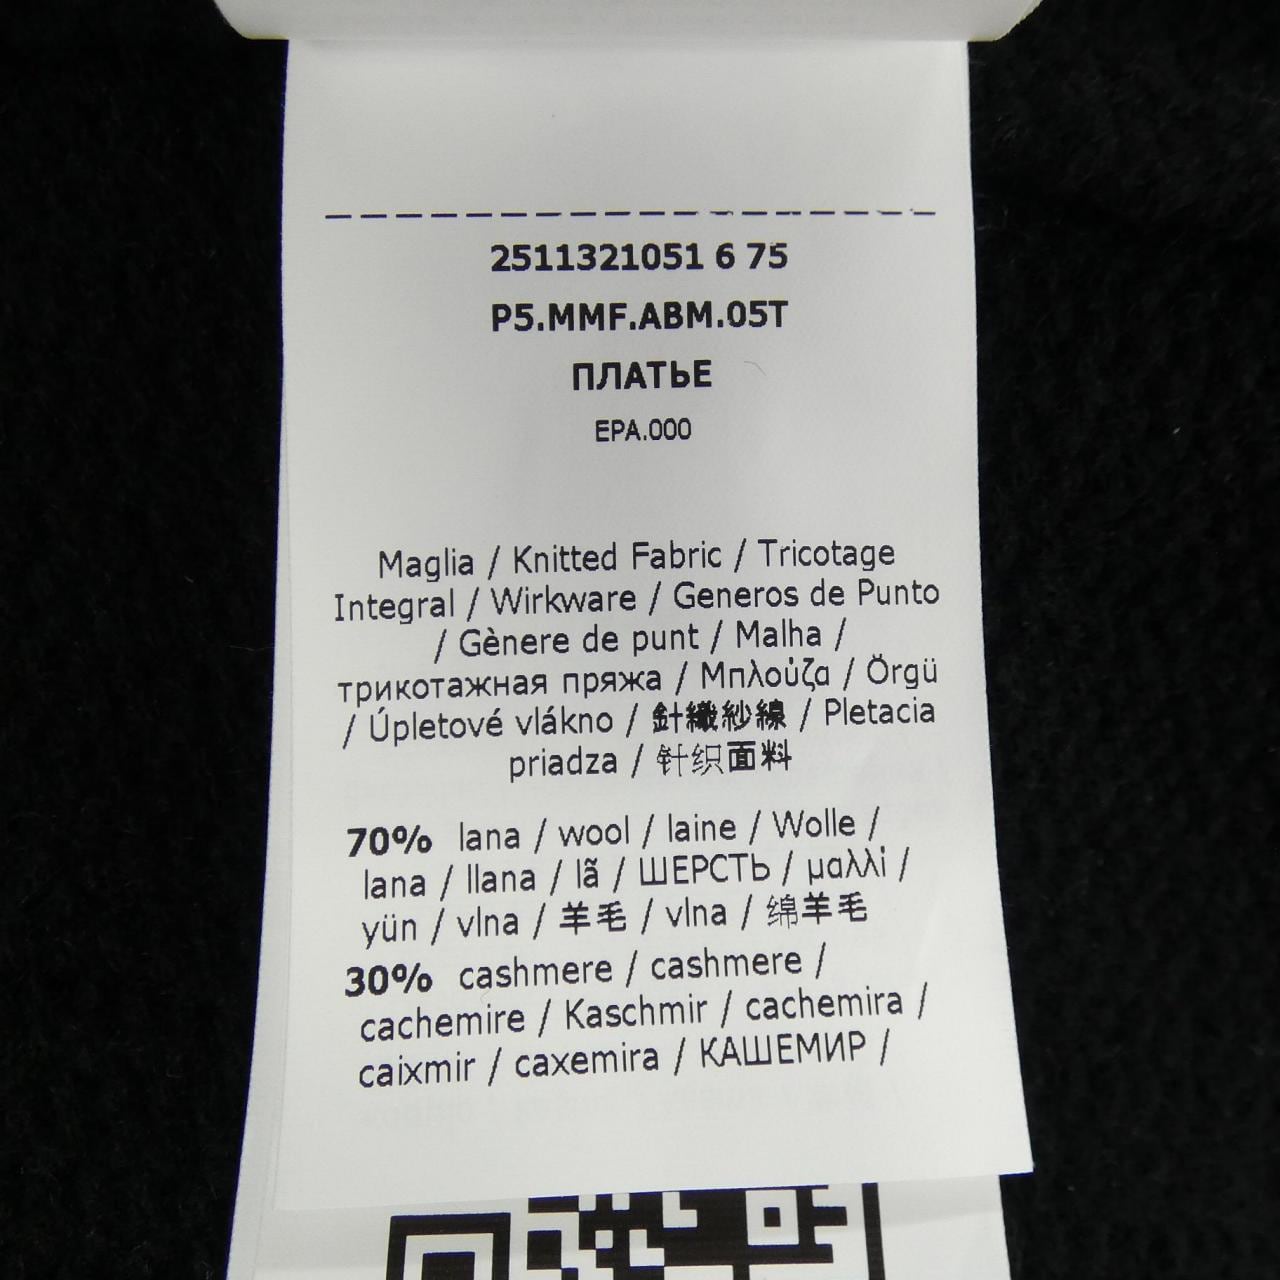 2511321051 6 75
P5.MMF.ABM.05T
ПЛАТЬЕ
EPA.000
Maglia / Knitted Fabric / Tricotage
Integral / Wirkware / Generos de Punto
/ Gènere de punt / Malha /
трикотажная пряжа / Μπλούζα / Örgü
/ Úpletové vlákno / 針織紗線 / Pletacia
priadza / 针织面料
70% lana / wool / laine / Wolle /
lana / llana / lã / ШЕРСТЬ / μαλλί /
yün / vlna / 羊毛 / vlna / 绵羊毛
30% cashmere / cashmere /
cachemire / Kaschmir / cachemira /
caixmir / caxemira / КАШЕМИР /